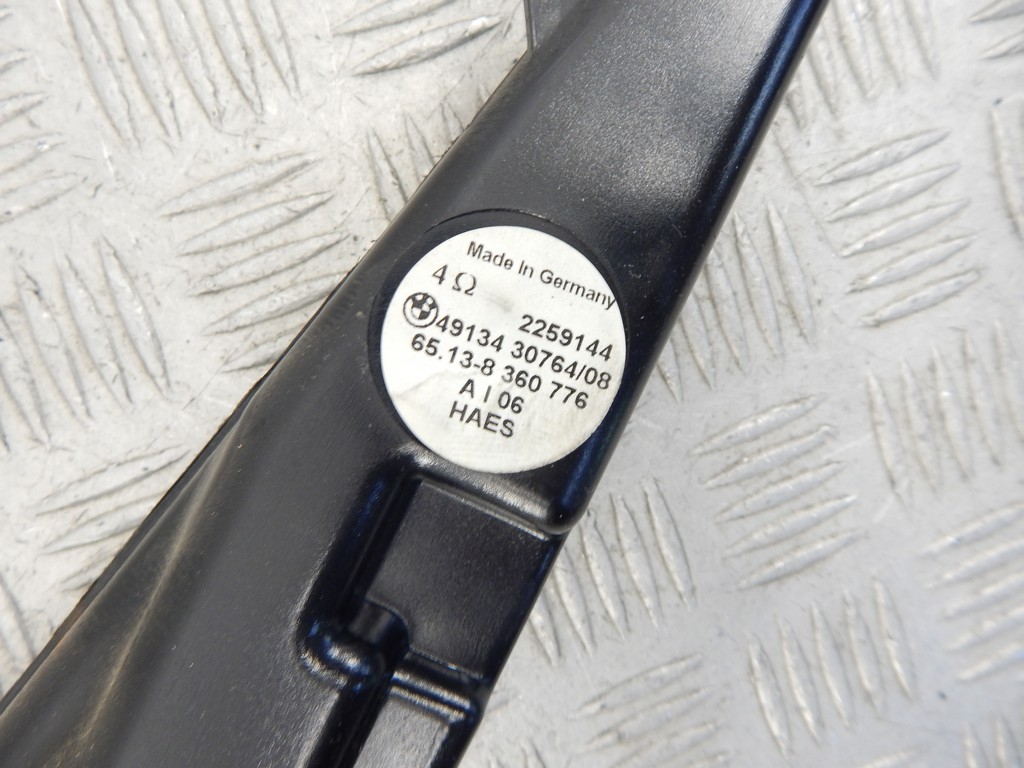 Made In Germany
4 Ω
2259144
49134 30764/08
65.13-8 360 776
A I 06
HAES